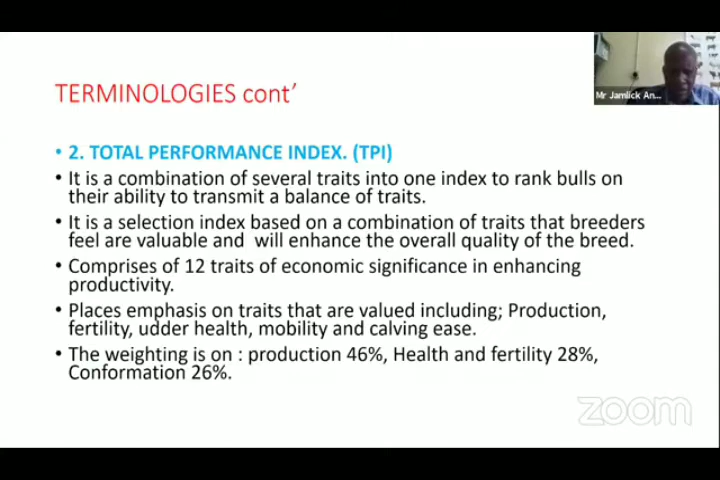 Mr Jamlick An...
TERMINOLOGIES cont’
• 2. TOTAL PERFORMANCE INDEX. (TPI)
• It is a combination of several traits into one index to rank bulls on
their ability to transmit a balance of traits.
• It is a selection index based on a combination of traits that breeders
feel are valuable and will enhance the overall quality of the breed.
• Comprises of 12 traits of economic significance in enhancing
productivity.
• Places emphasis on traits that are valued including; Production,
fertility, udder health, mobility and calving ease.
• The weighting is on : production 46%, Health and fertility 28%,
Conformation 26%.
zoom